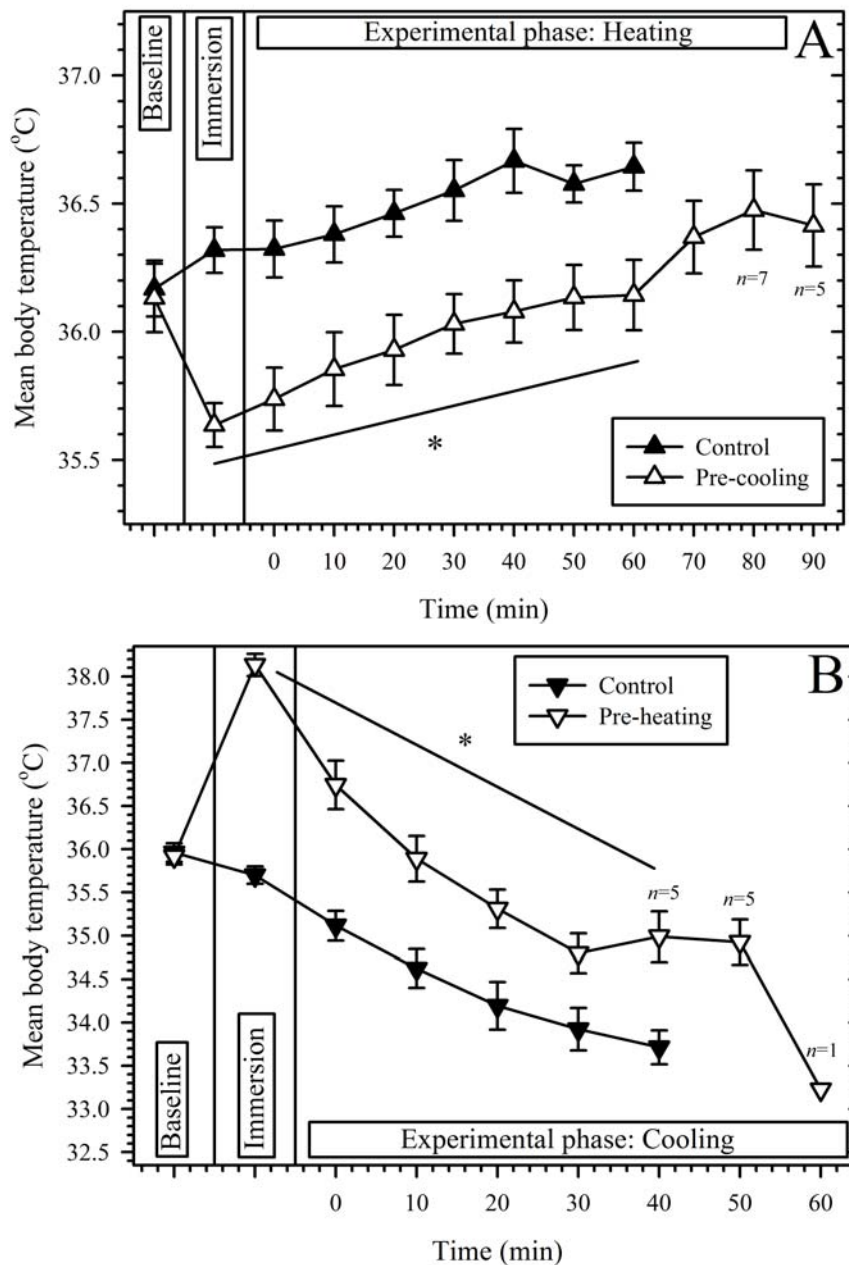 A
Experimental phase: Heating
Baseline
Immersion
Mean body temperature (°C)
37.0
36.5
36.0
35.5
n=7
n=5
*
Control
Pre-cooling
0 10 20 30 40 50 60 70 80 90
Time (min)
B
Control
Pre-heating
Mean body temperature (°C)
38.0
37.5
37.0
36.5
36.0
35.5
35.0
34.5
34.0
33.5
33.0
32.5
*
n=5
n=5
n=1
Baseline
Immersion
Experimental phase: Cooling
0 10 20 30 40 50 60
Time (min)